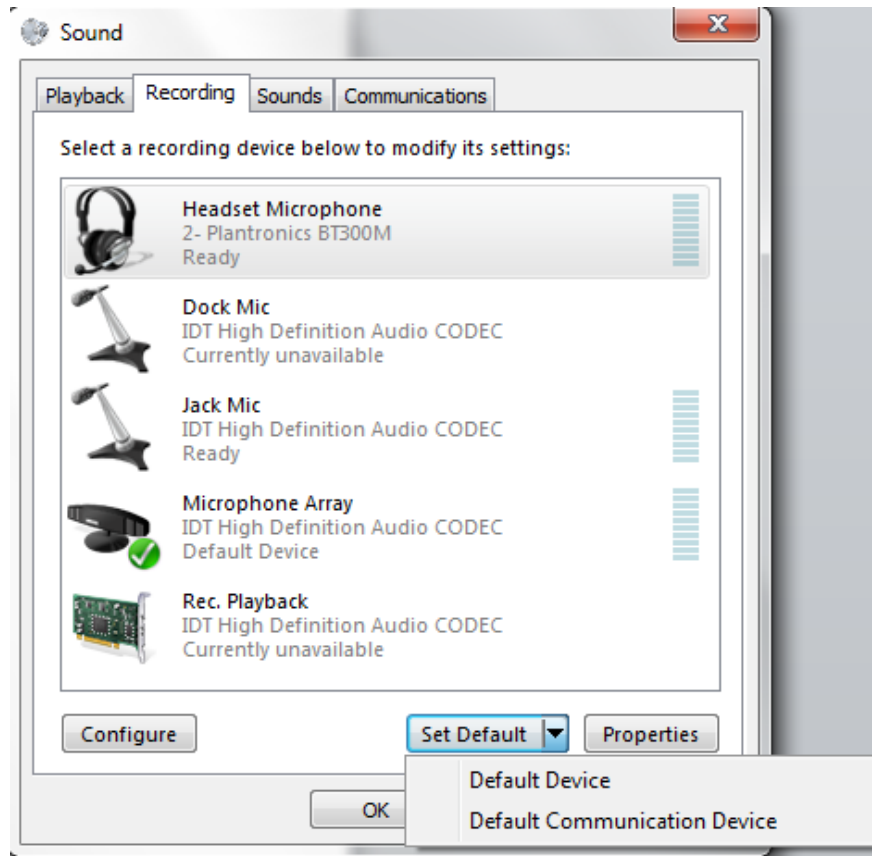 Sound
Playback Recording Sounds Communications
Select a recording device below to modify its settings:
Headset Microphone
2- Plantronics BT300M
Ready
Dock Mic
IDT High Definition Audio CODEC
Currently unavailable
Jack Mic
IDT High Definition Audio CODEC
Ready
Microphone Array
IDT High Definition Audio CODEC
Default Device
Rec. Playback
IDT High Definition Audio CODEC
Currently unavailable
Configure Set Default Properties
Default Device
OK
Default Communication Device